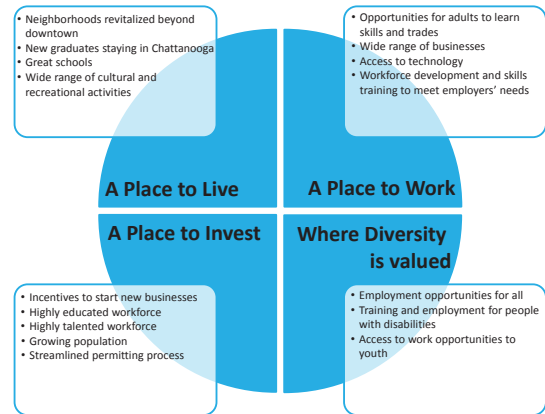 • Neighborhoods revitalized beyond
downtown
• New graduates staying in Chattanooga
• Great schools
• Wide range of cultural and
recreational activities
A Place to Live
• Opportunities for adults to learn
skills and trades
• Wide range of businesses
• Access to technology
• Workforce development and skills
training to meet employers’ needs
A Place to Work
A Place to Invest
• Incentives to start new businesses
• Highly educated workforce
• Highly talented workforce
• Growing population
• Streamlined permitting process
Where Diversity
is valued
• Employment opportunities for all
• Training and employment for people
with disabilities
• Access to work opportunities to
youth